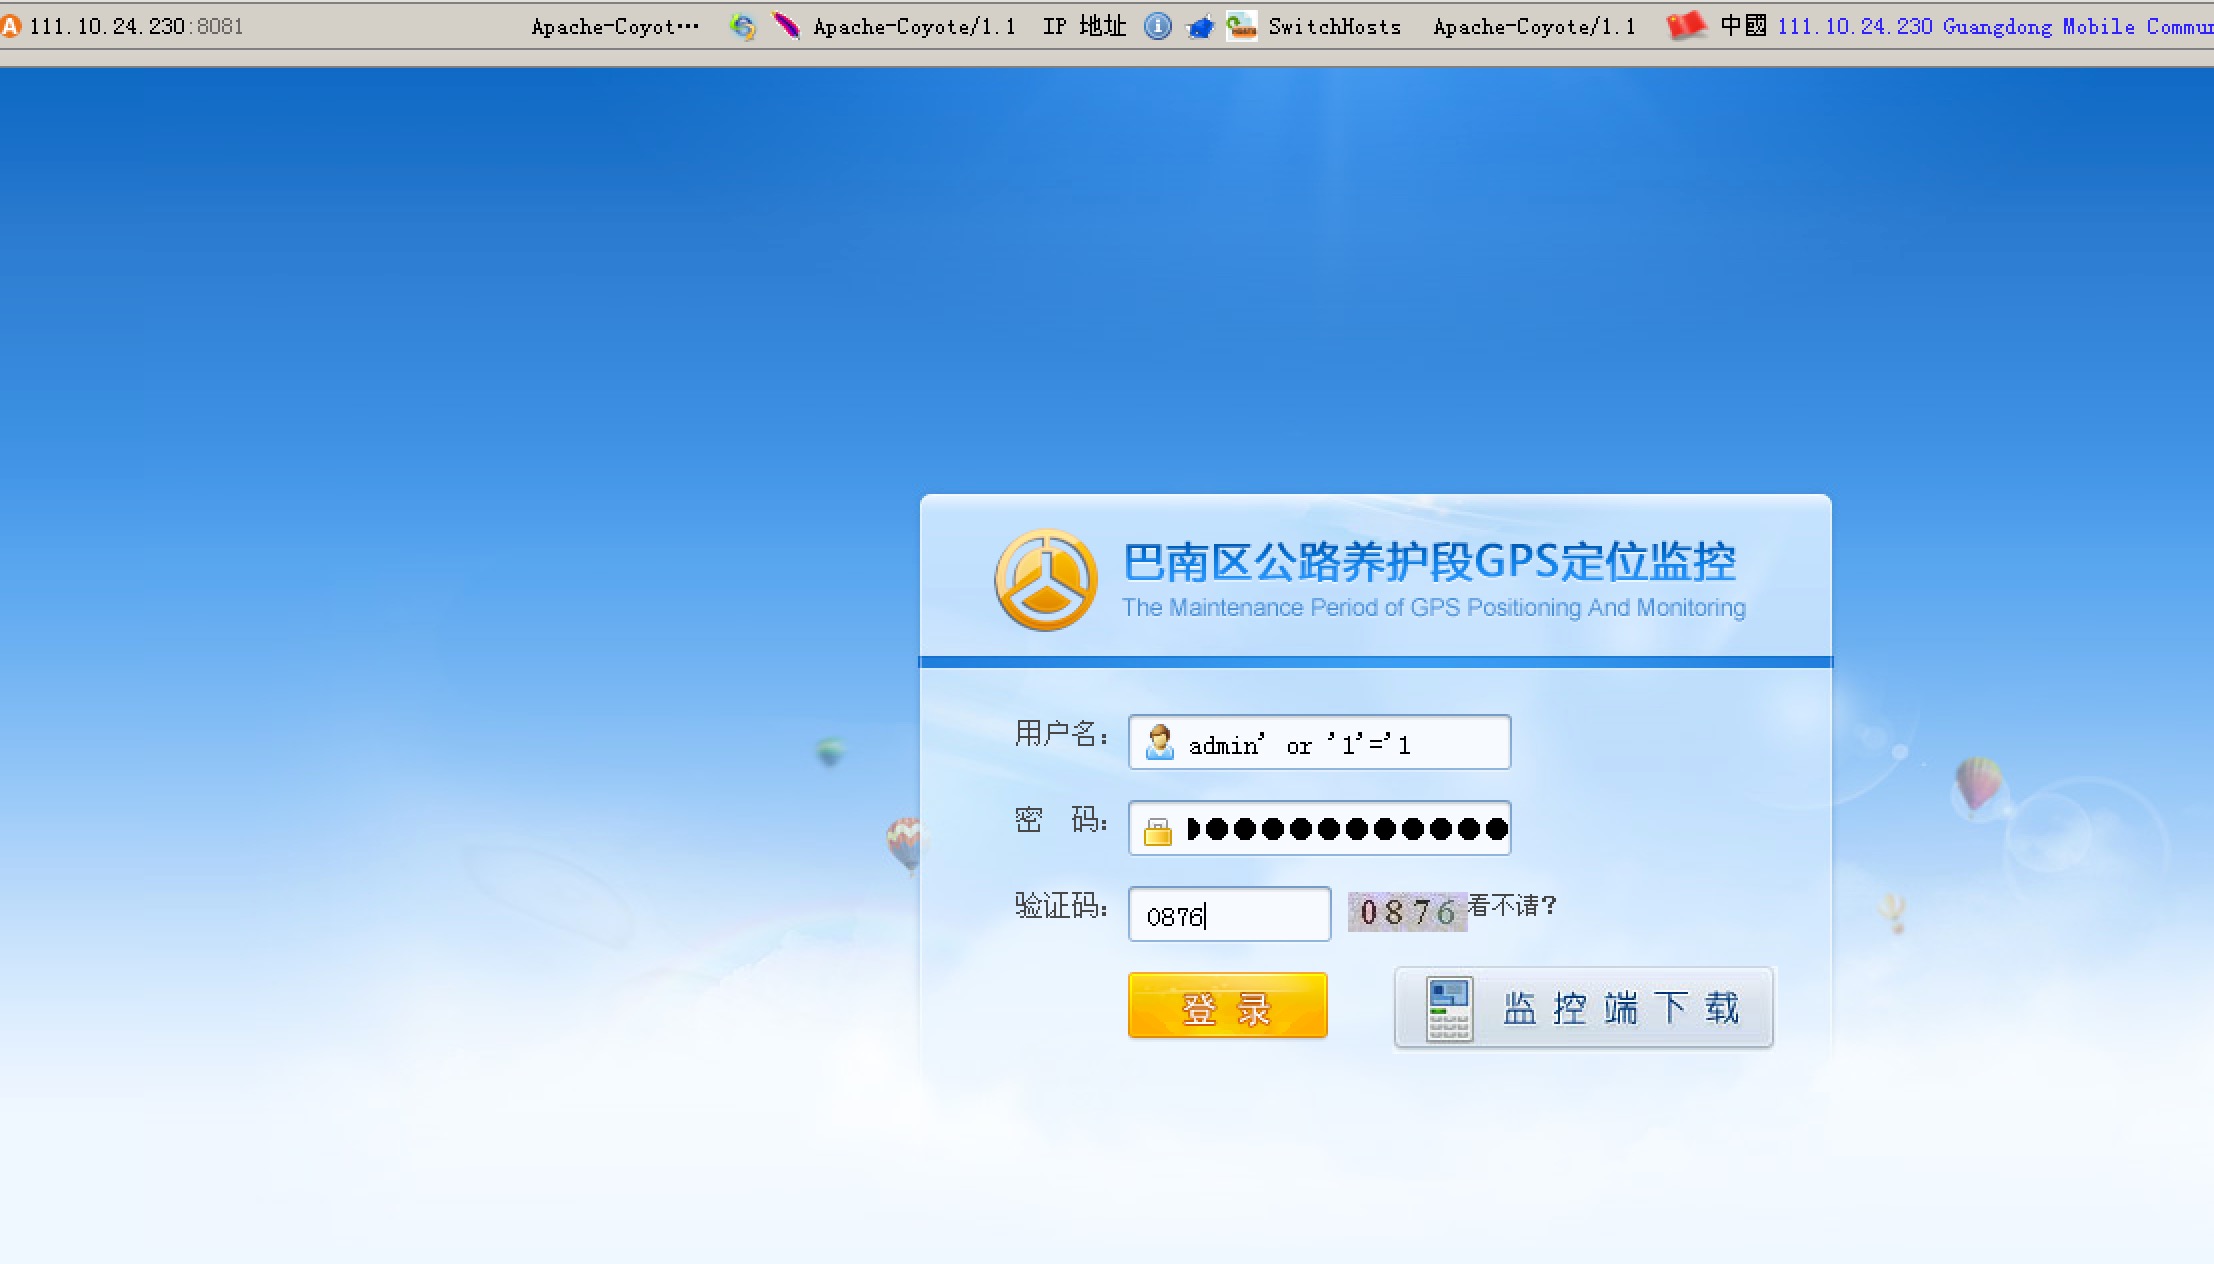 111.10.24.230:8081 Apache-Coyot… Apache-Coyote/1.1 IP 地址 SwitchHosts Apache-Coyote/1.1 中國 111.10.24.230 Guangdong Mobile Commun
巴南区公路养护段GPS定位监控
The Maintenance Period of GPS Positioning And Monitoring
用户名: admin' or '1'='1
密 码: ●●●●●●●●●●●●
验证码: 0876 0876 看不请?
登录 监控端下载